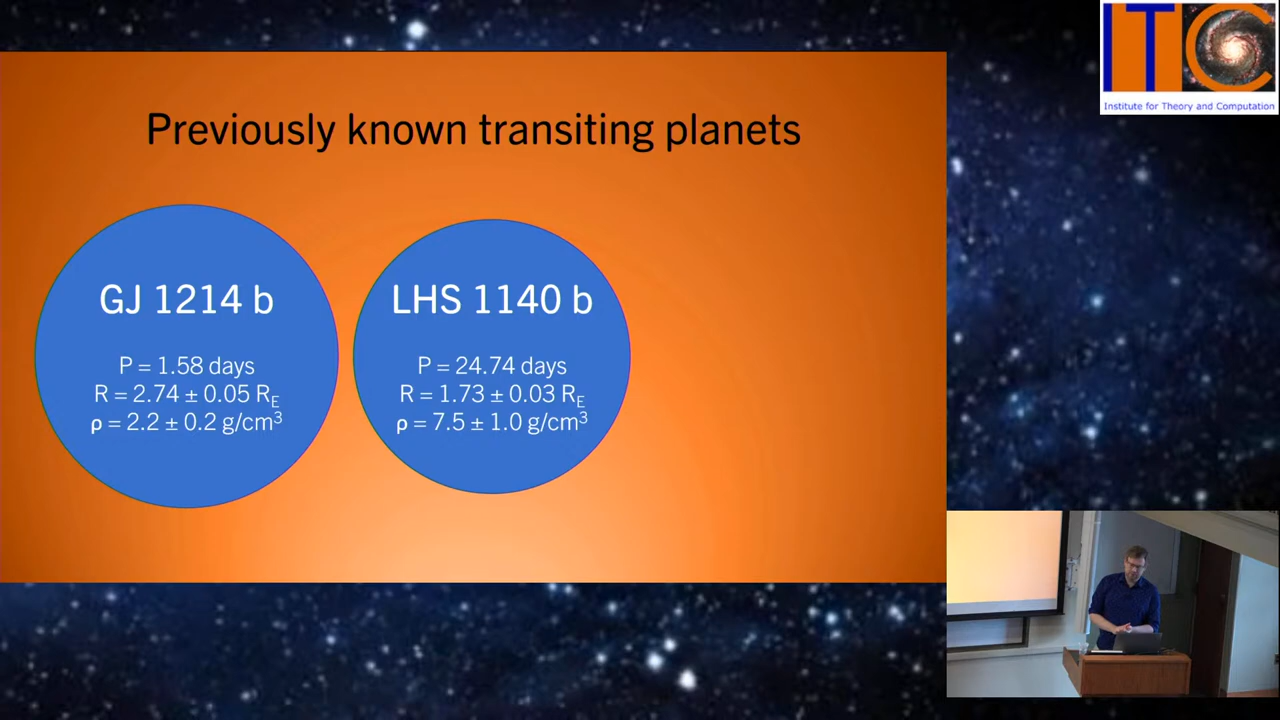 ITC
Institute for Theory and Computation
Previously known transiting planets
GJ 1214 b
P = 1.58 days
R = 2.74 ± 0.05 R_E
ρ = 2.2 ± 0.2 g/cm³
LHS 1140 b
P = 24.74 days
R = 1.73 ± 0.03 R_E
ρ = 7.5 ± 1.0 g/cm³